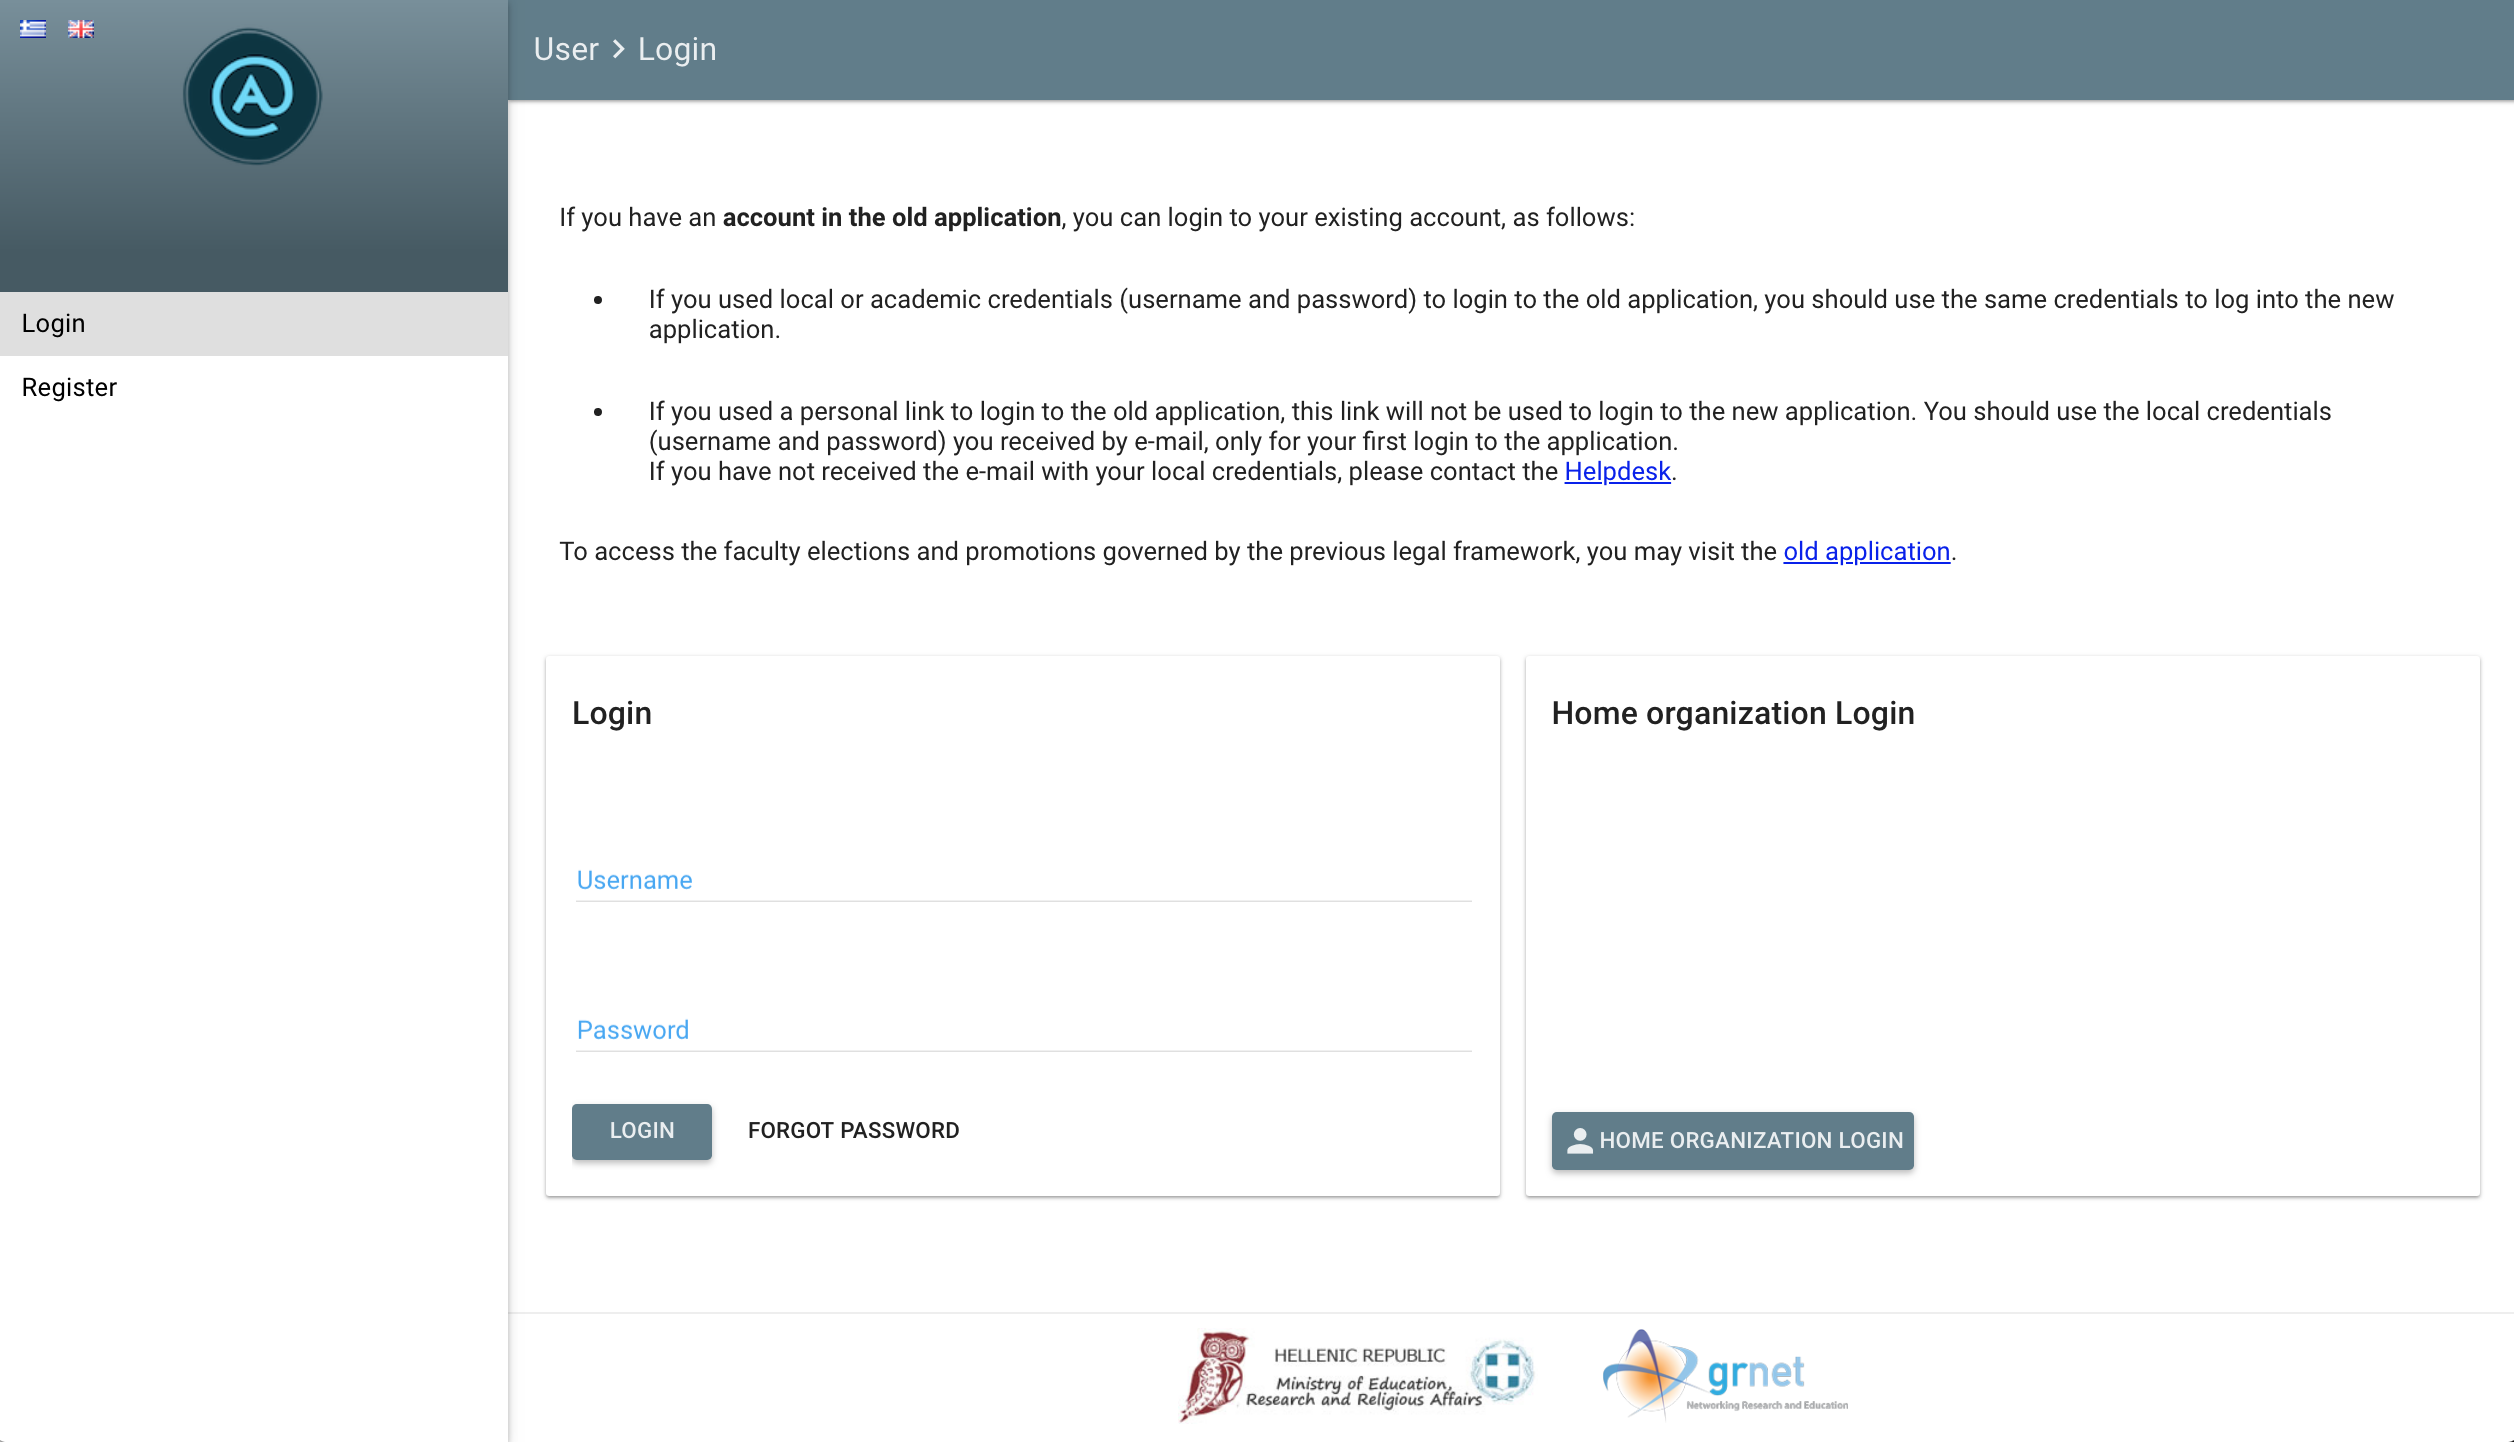 User > Login
Login
Register
If you have an account in the old application, you can login to your existing account, as follows:
• If you used local or academic credentials (username and password) to login to the old application, you should use the same credentials to log into the new
application.
• If you used a personal link to login to the old application, this link will not be used to login to the new application. You should use the local credentials
(username and password) you received by e-mail, only for your first login to the application.
If you have not received the e-mail with your local credentials, please contact the Helpdesk.
To access the faculty elections and promotions governed by the previous legal framework, you may visit the old application.
Login
Username
Password
LOGIN
FORGOT PASSWORD
Home organization Login
HOME ORGANIZATION LOGIN
HELLENIC REPUBLIC
Ministry of Education,
Research and Religious Affairs
grnet
Networking Research and Education